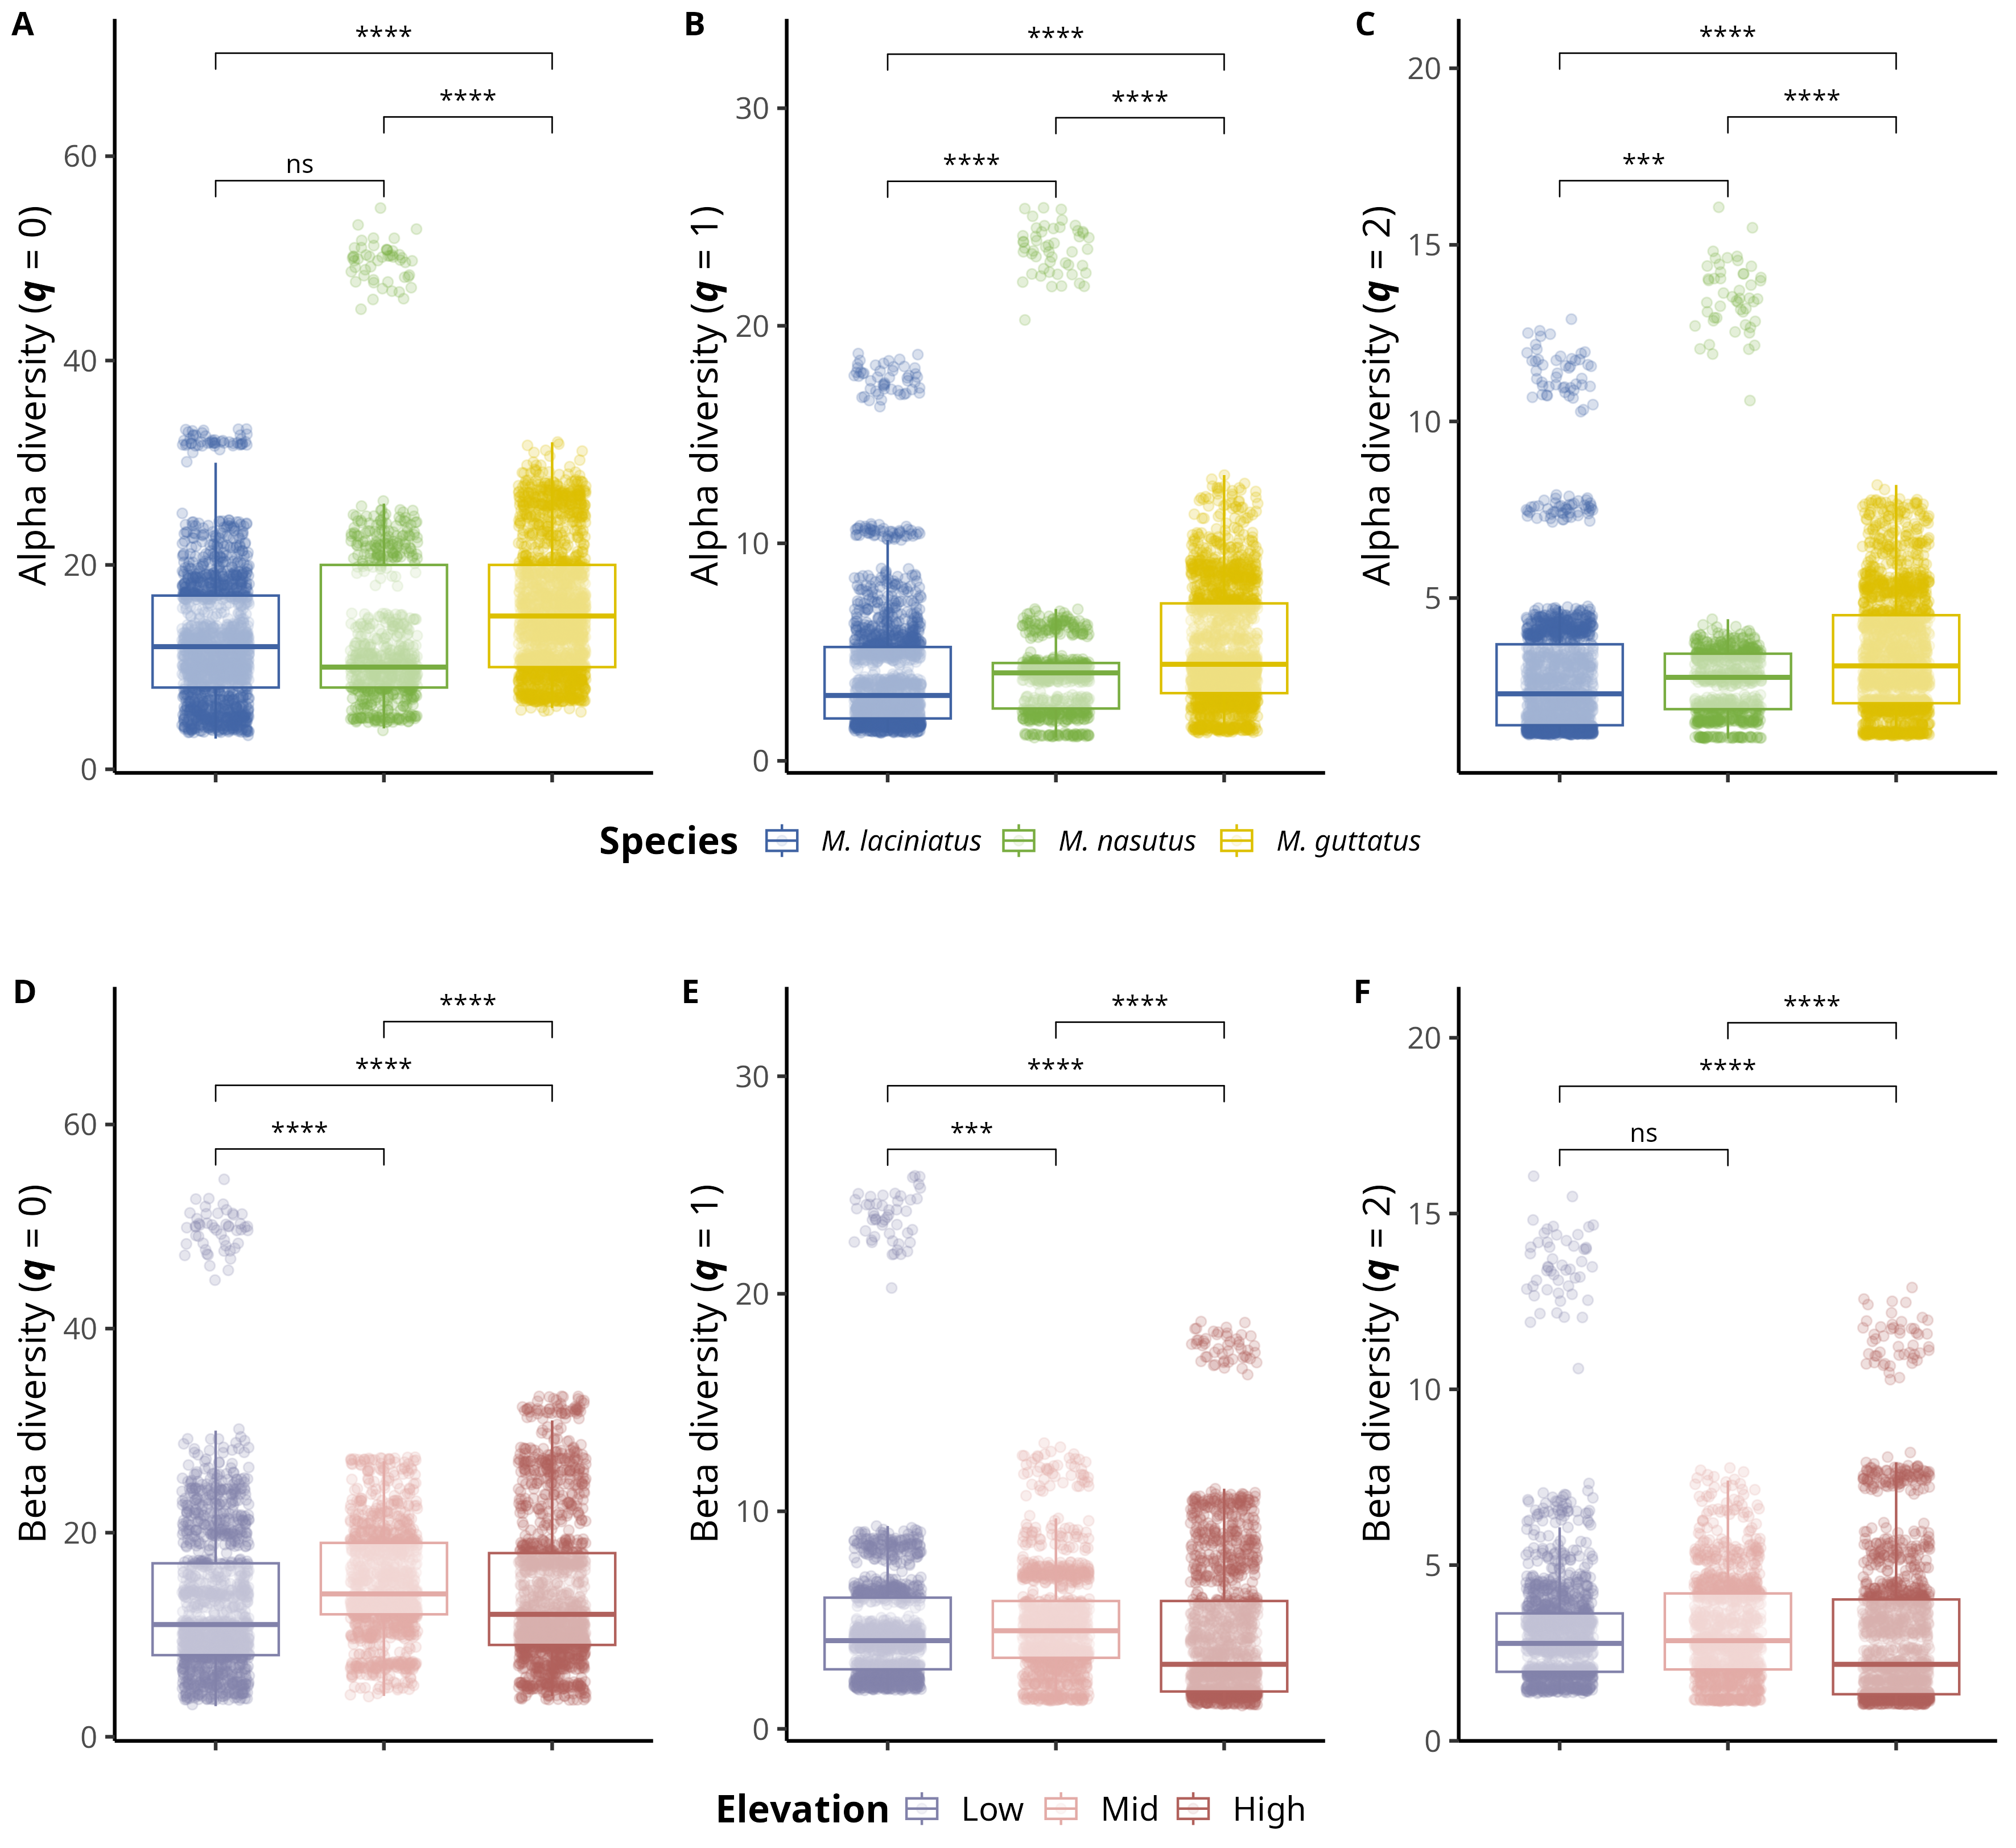 A
B
C
****
****
****
****
****
****
ns
****
***
Alpha diversity (q = 0)
60
40
20
0
Alpha diversity (q = 1)
30
20
10
0
Alpha diversity (q = 2)
20
15
10
5
Species M. laciniatus M. nasutus M. guttatus
D
E
F
****
****
****
****
****
****
****
***
ns
Beta diversity (q = 0)
60
40
20
0
Beta diversity (q = 1)
30
20
10
0
Beta diversity (q = 2)
20
15
10
5
0
Elevation Low Mid High